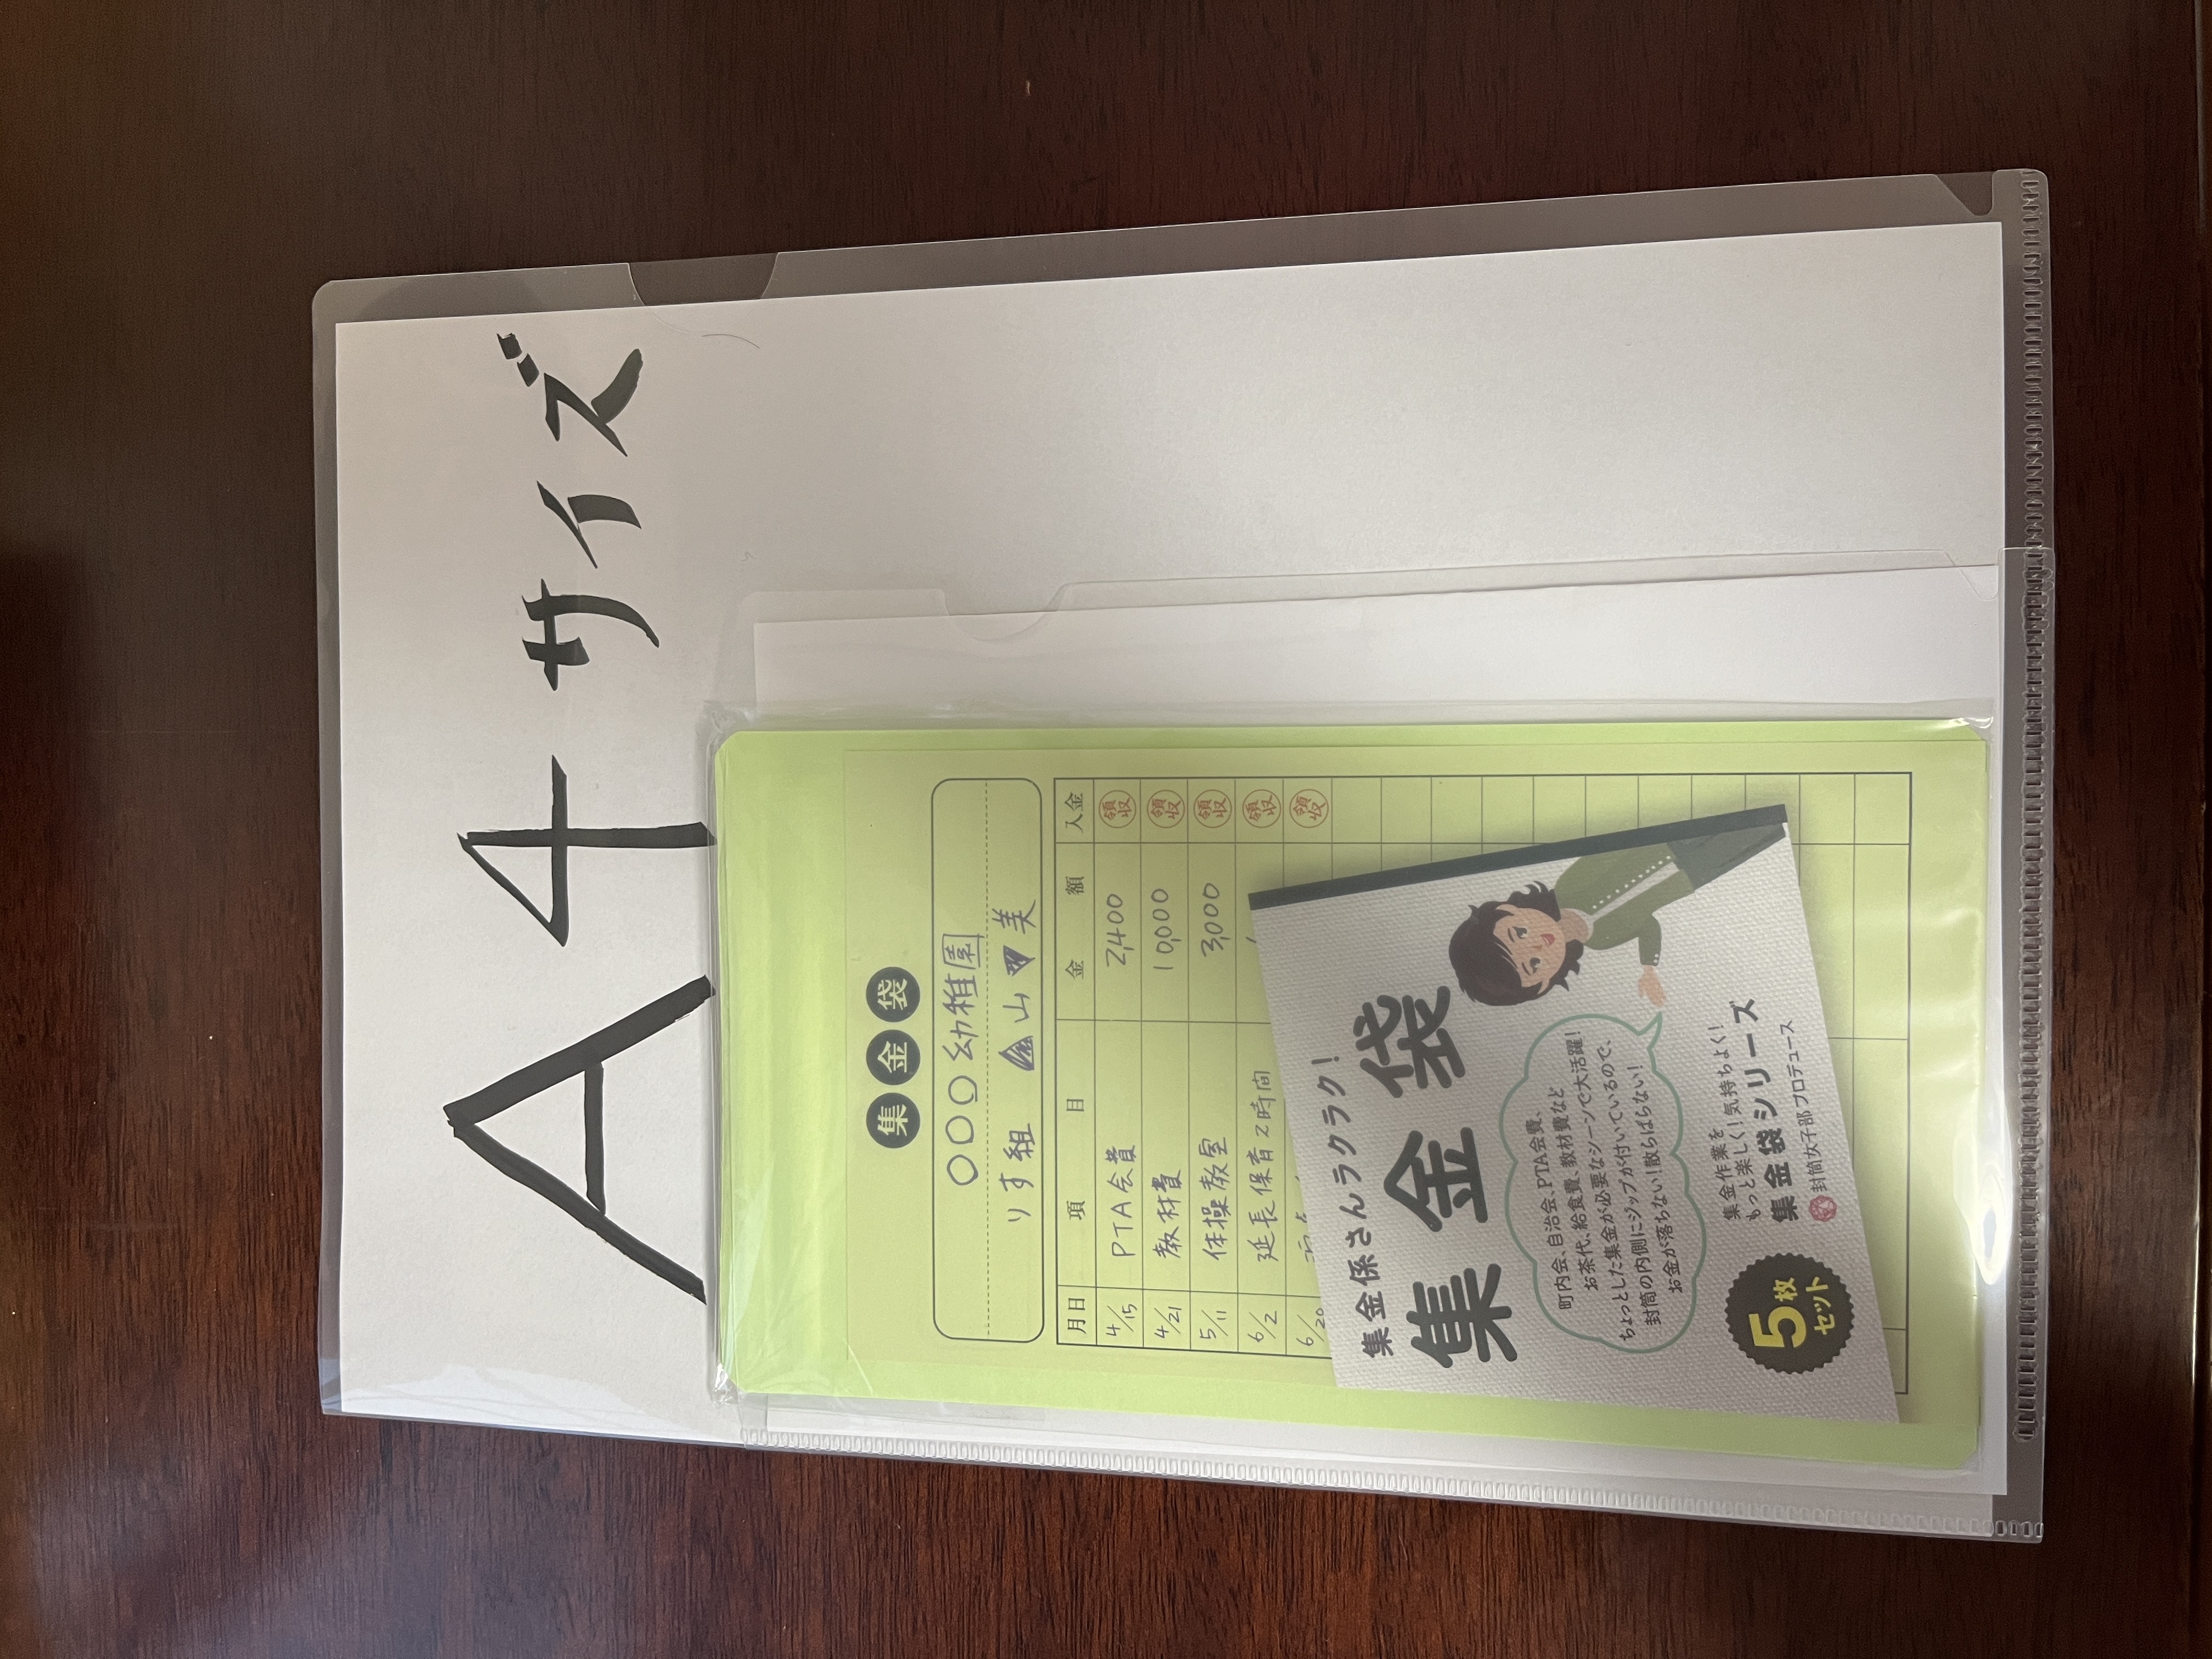 A4サイズ
集金袋
〇〇〇幼稚園
りす組 山 美
月日 項目 金額 入金
4/15 PTA会費 2,400 領収
4/21 教材費 10,000 領収
5/11 体操教室 3,000 領収
6/2 延長保育2時間 領収
領収
集金係さんラクラク!
集金袋
町内会、自治会、PTA会費、
お茶代、給食費、教材費など
ちょっとした集金が必要なシーンで大活躍!
封筒の内側にジップが付いているので、
お金が落ちない!散らばらない!
5枚
セット
集金作業を
もっと楽しく!気持ちよく!
集金袋シリーズ
封筒女子部プロデュース